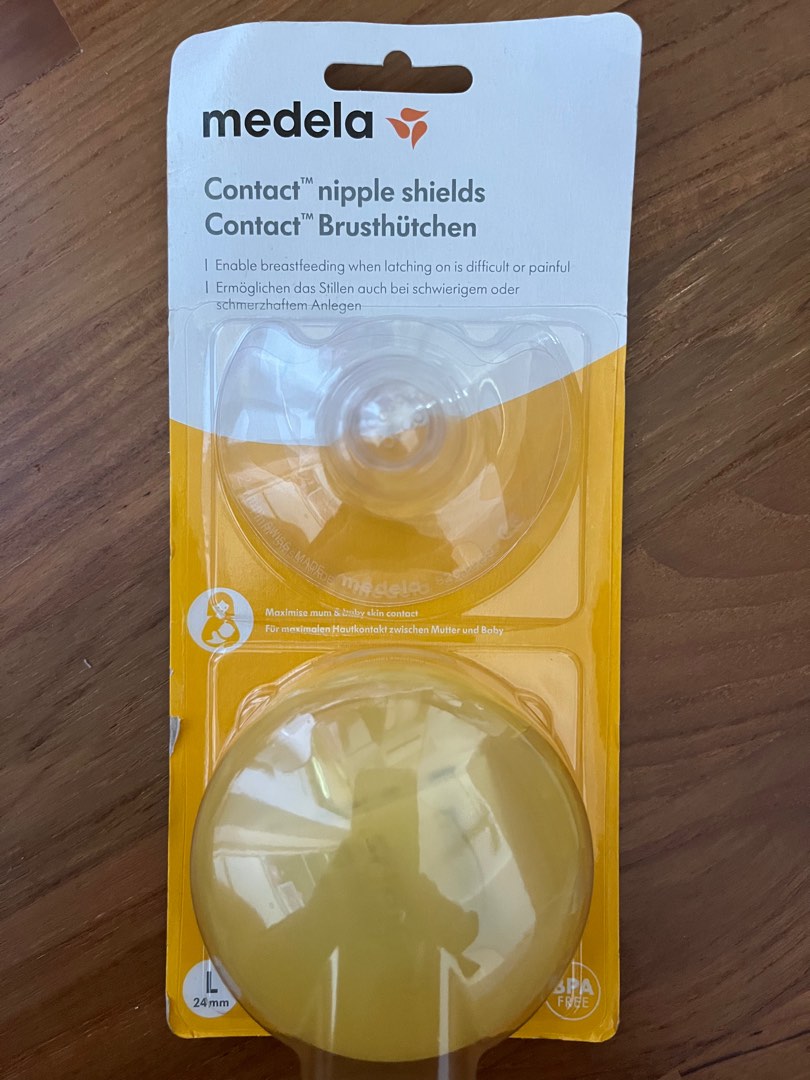 medela
Contact™ nipple shields
Contact™ Brusthütchen
| Enable breastfeeding when latching on is difficult or painful
| Ermöglichen das Stillen auch bei schwierigem oder
schmerzhaftem Anlegen
medela
Maximise mum & baby skin contact
Für maximalen Hautkontakt zwischen Mutter und Baby
L
24 mm
BPA
FREE